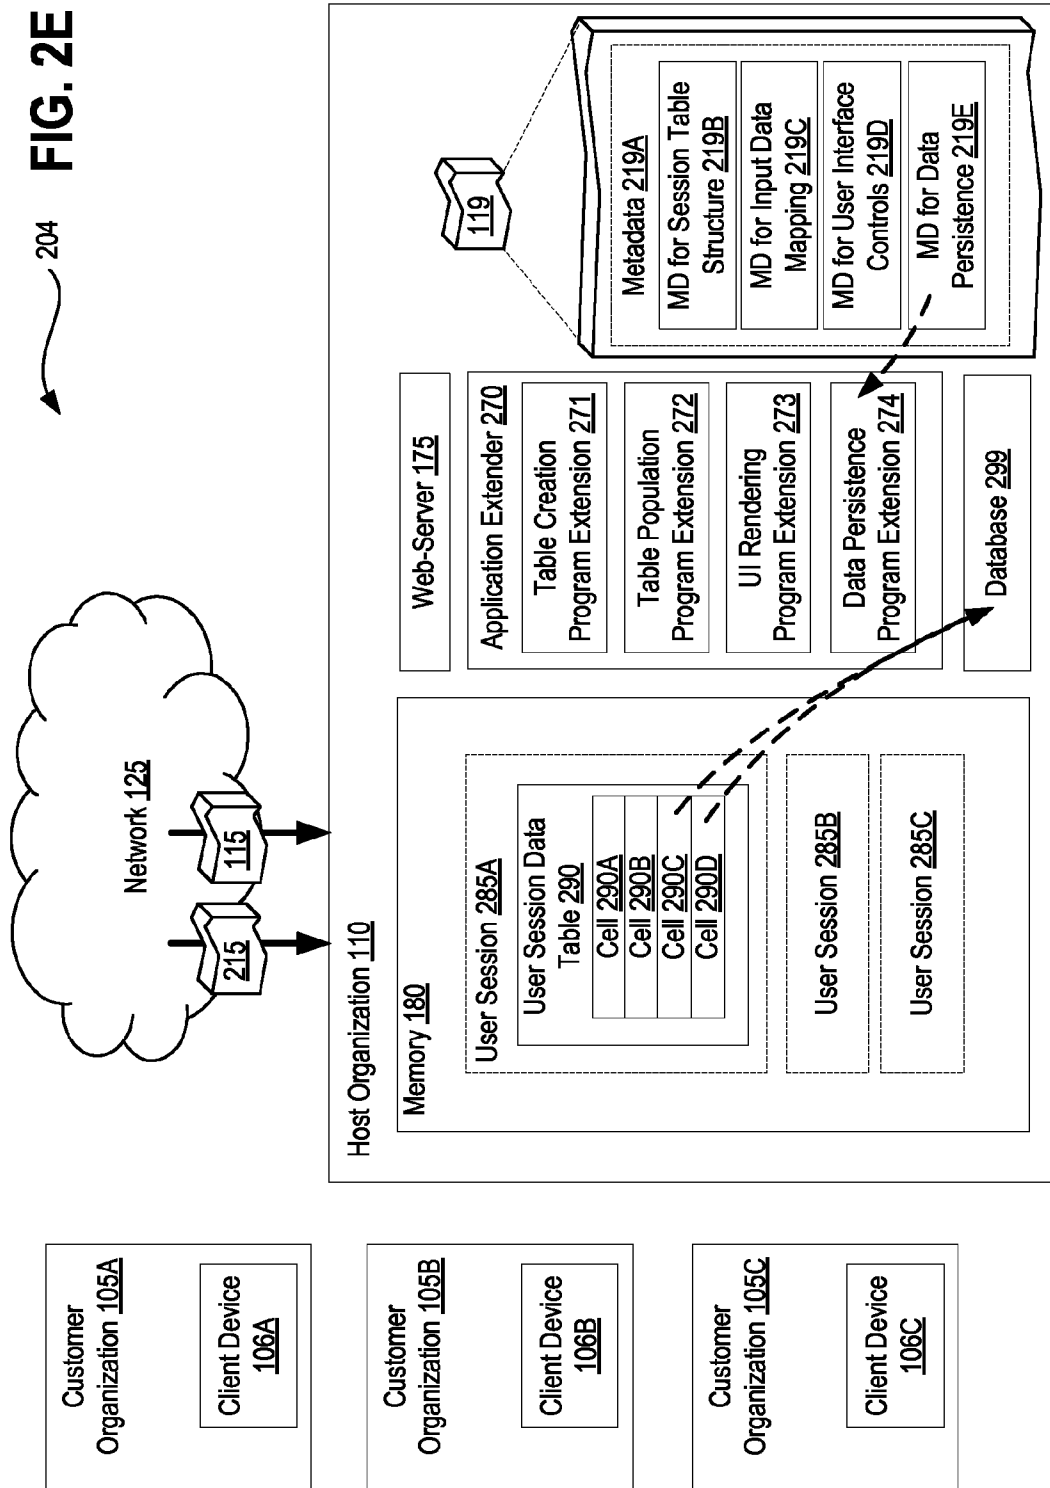 FIG. 2E
204
Network 125
215
115
Customer
Organization 105A
Client Device
106A
Customer
Organization 105B
Client Device
106B
Customer
Organization 105C
Client Device
106C
Host Organization 110
Memory 180
User Session 285A
User Session Data
Table 290
Cell 290A
Cell 290B
Cell 290C
Cell 290D
User Session 285B
User Session 285C
Web-Server 175
Application Extender 270
Table Creation
Program Extension 271
Table Population
Program Extension 272
UI Rendering
Program Extension 273
Data Persistence
Program Extension 274
Database 299
119
Metadata 219A
MD for Session Table
Structure 219B
MD for Input Data
Mapping 219C
MD for User Interface
Controls 219D
MD for Data
Persistence 219E